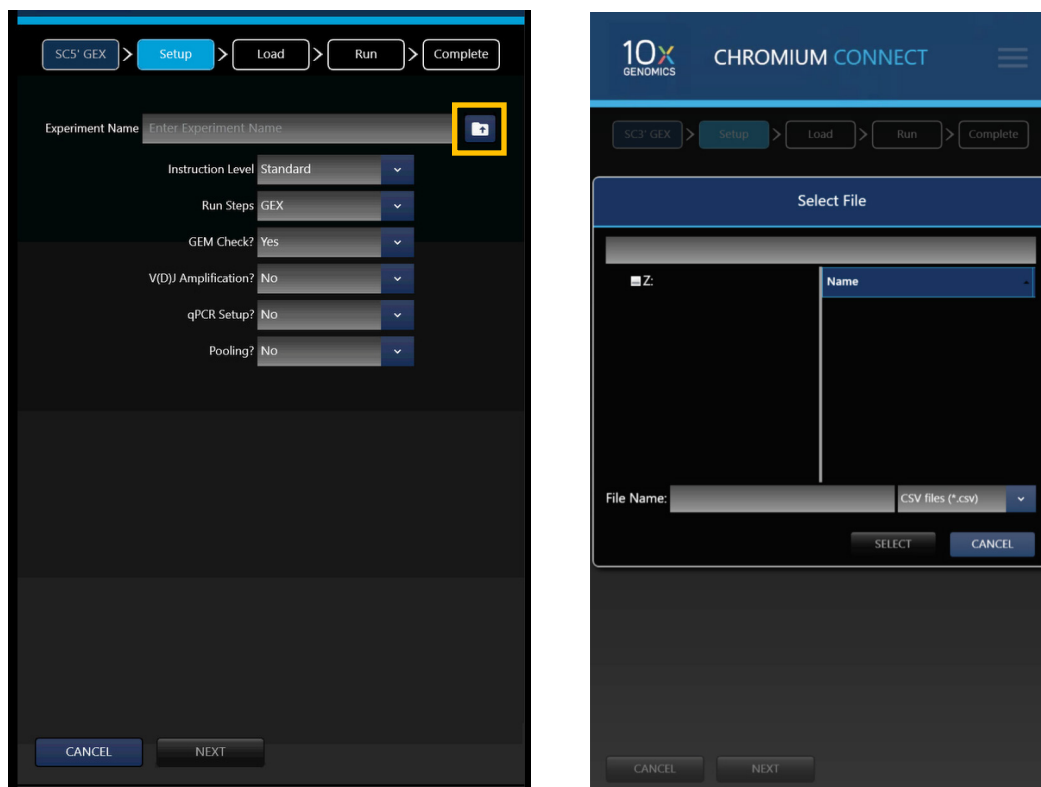 SC5' GEX > Setup > Load > Run > Complete
Experiment Name Enter Experiment Name
Instruction Level Standard
Run Steps GEX
GEM Check? Yes
V(D)J Amplification? No
qPCR Setup? No
Pooling? No
CANCEL NEXT
10X
GENOMICS
CHROMIUM CONNECT
SC3' GEX > Setup > Load > Run > Complete
Select File
Z:
Name
File Name: CSV files (*.csv)
SELECT CANCEL
CANCEL NEXT